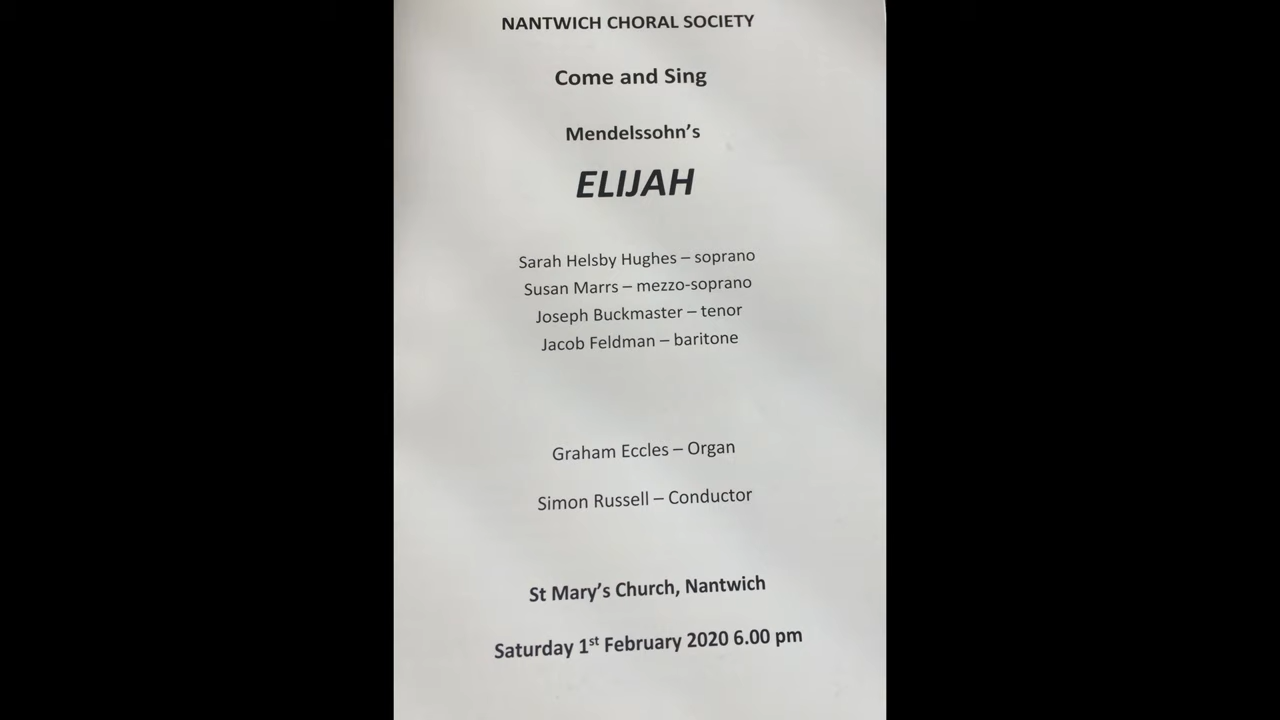 NANTWICH CHORAL SOCIETY
Come and Sing
Mendelssohn's
ELIJAH
Sarah Helsby Hughes – soprano
Susan Marrs – mezzo-soprano
Joseph Buckmaster – tenor
Jacob Feldman – baritone
Graham Eccles – Organ
Simon Russell – Conductor
St Mary's Church, Nantwich
Saturday 1st February 2020 6.00 pm